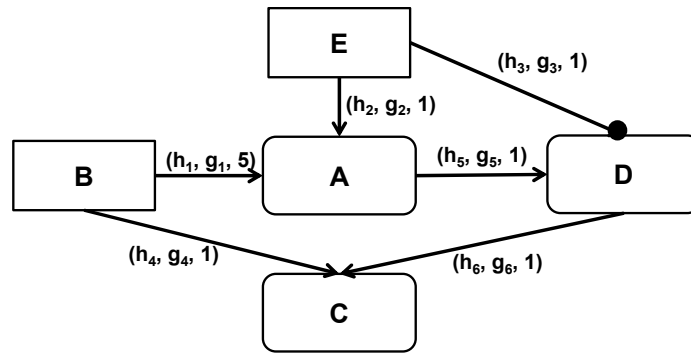 E
(h₃, g₃, 1)
(h₂, g₂, 1)
B
(h₁, g₁, 5)
A
(h₅, g₅, 1)
D
(h₄, g₄, 1)
(h₆, g₆, 1)
C